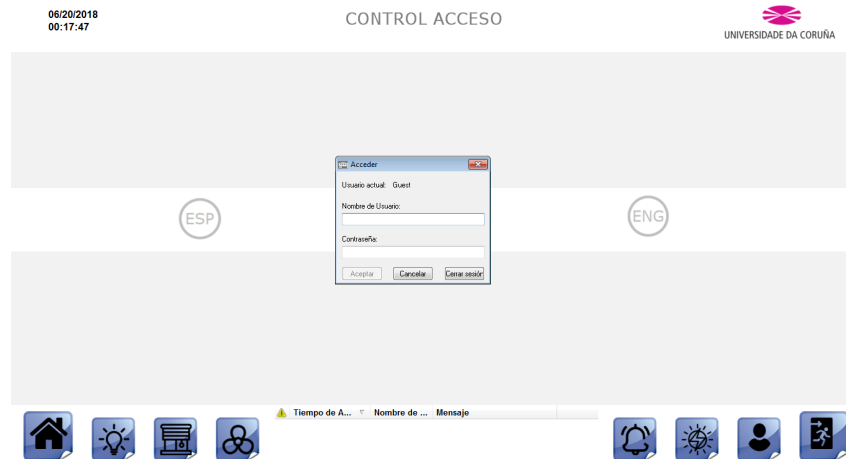 06/20/2018
00:17:47
CONTROL ACCESO
UNIVERSIDADE DA CORUÑA
Acceder
Usuario actual: Guest
Nombre de Usuario:
ESP
ENG
Contraseña:
Aceptar Cancelar Cerrar sesión
Tiempo de A... Nombre de ... Mensaje